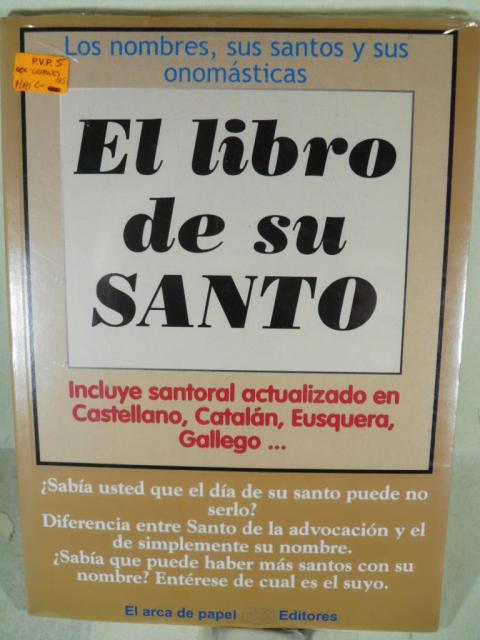 Los nombres, sus santos y sus
onomásticas
P.V.P. 5
El libro
de su
SANTO
Incluye santoral actualizado en
Castellano, Catalán, Eusquera,
Gallego ...
¿Sabía usted que el día de su santo puede no
serlo?
Diferencia entre Santo de la advocación y el
de simplemente su nombre.
¿Sabía que puede haber más santos con su
nombre? Entérese de cual es el suyo.
El arca de papel Editores